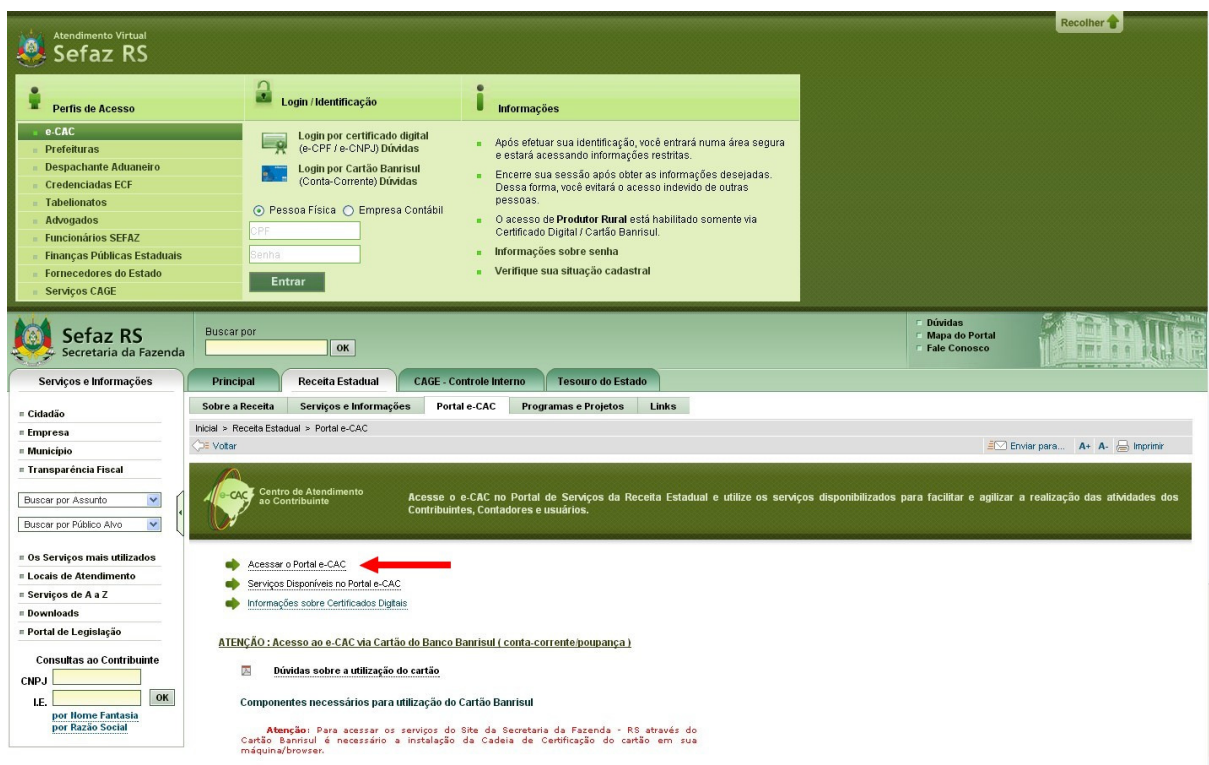 Recolher
Atendimento Virtual
Sefaz RS
Perfis de Acesso
e-CAC
Prefeituras
Despachante Aduaneiro
Credenciadas ECF
Tabelionatos
Advogados
Funcionários SEFAZ
Finanças Públicas Estaduais
Fornecedores do Estado
Serviços CAGE
Login / Identificação
Login por certificado digital
(e-CPF / e-CNPJ) Dúvidas
Login por Cartão Banrisul
(Conta-Corrente) Dúvidas
Pessoa Física Empresa Contábil
CPF
Senha
Entrar
Informações
Após efetuar sua identificação, você entrará numa área segura
e estará acessando informações restritas.
Encerre sua sessão após obter as informações desejadas.
Dessa forma, você evitará o acesso indevido de outras
pessoas.
O acesso de Produtor Rural está habilitado somente via
Certificado Digital / Cartão Banrisul.
Informações sobre senha
Verifique sua situação cadastral
Sefaz RS
Secretaria da Fazenda
Buscar por
OK
Dúvidas
Mapa do Portal
Fale Conosco
Serviços e Informações
Principal Receita Estadual CAGE - Controle Interno Tesouro do Estado
Sobre a Receita Serviços e Informações Portal e-CAC Programas e Projetos Links
Inicial > Receita Estadual > Portal e-CAC
Voltar Enviar para... A+ A- Imprimir
Cidadão
Empresa
Município
Transparência Fiscal
Buscar por Assunto
Buscar por Público Alvo
Os Serviços mais utilizados
Locais de Atendimento
Serviços de A a Z
Downloads
Portal de Legislação
Consultas ao Contribuinte
CNPJ
I.E. OK
por Nome Fantasia
por Razão Social
e-CAC
Centro de Atendimento
ao Contribuinte
Acesse o e-CAC no Portal de Serviços da Receita Estadual e utilize os serviços disponibilizados para facilitar e agilizar a realização das atividades dos
Contribuintes, Contadores e usuários.
Acessar o Portal e-CAC
Serviços Disponíveis no Portal e-CAC
Informações sobre Certificados Digitais
ATENÇÃO : Acesso ao e-CAC via Cartão do Banco Banrisul ( conta-corrente/poupança )
Dúvidas sobre a utilização do cartão
Componentes necessários para utilização do Cartão Banrisul
Atenção: Para acessar os serviços do Site da Secretaria da Fazenda - RS através do
Cartão Banrisul é necessário a instalação da Cadeia de Certificação do cartão em sua
máquina/browser.